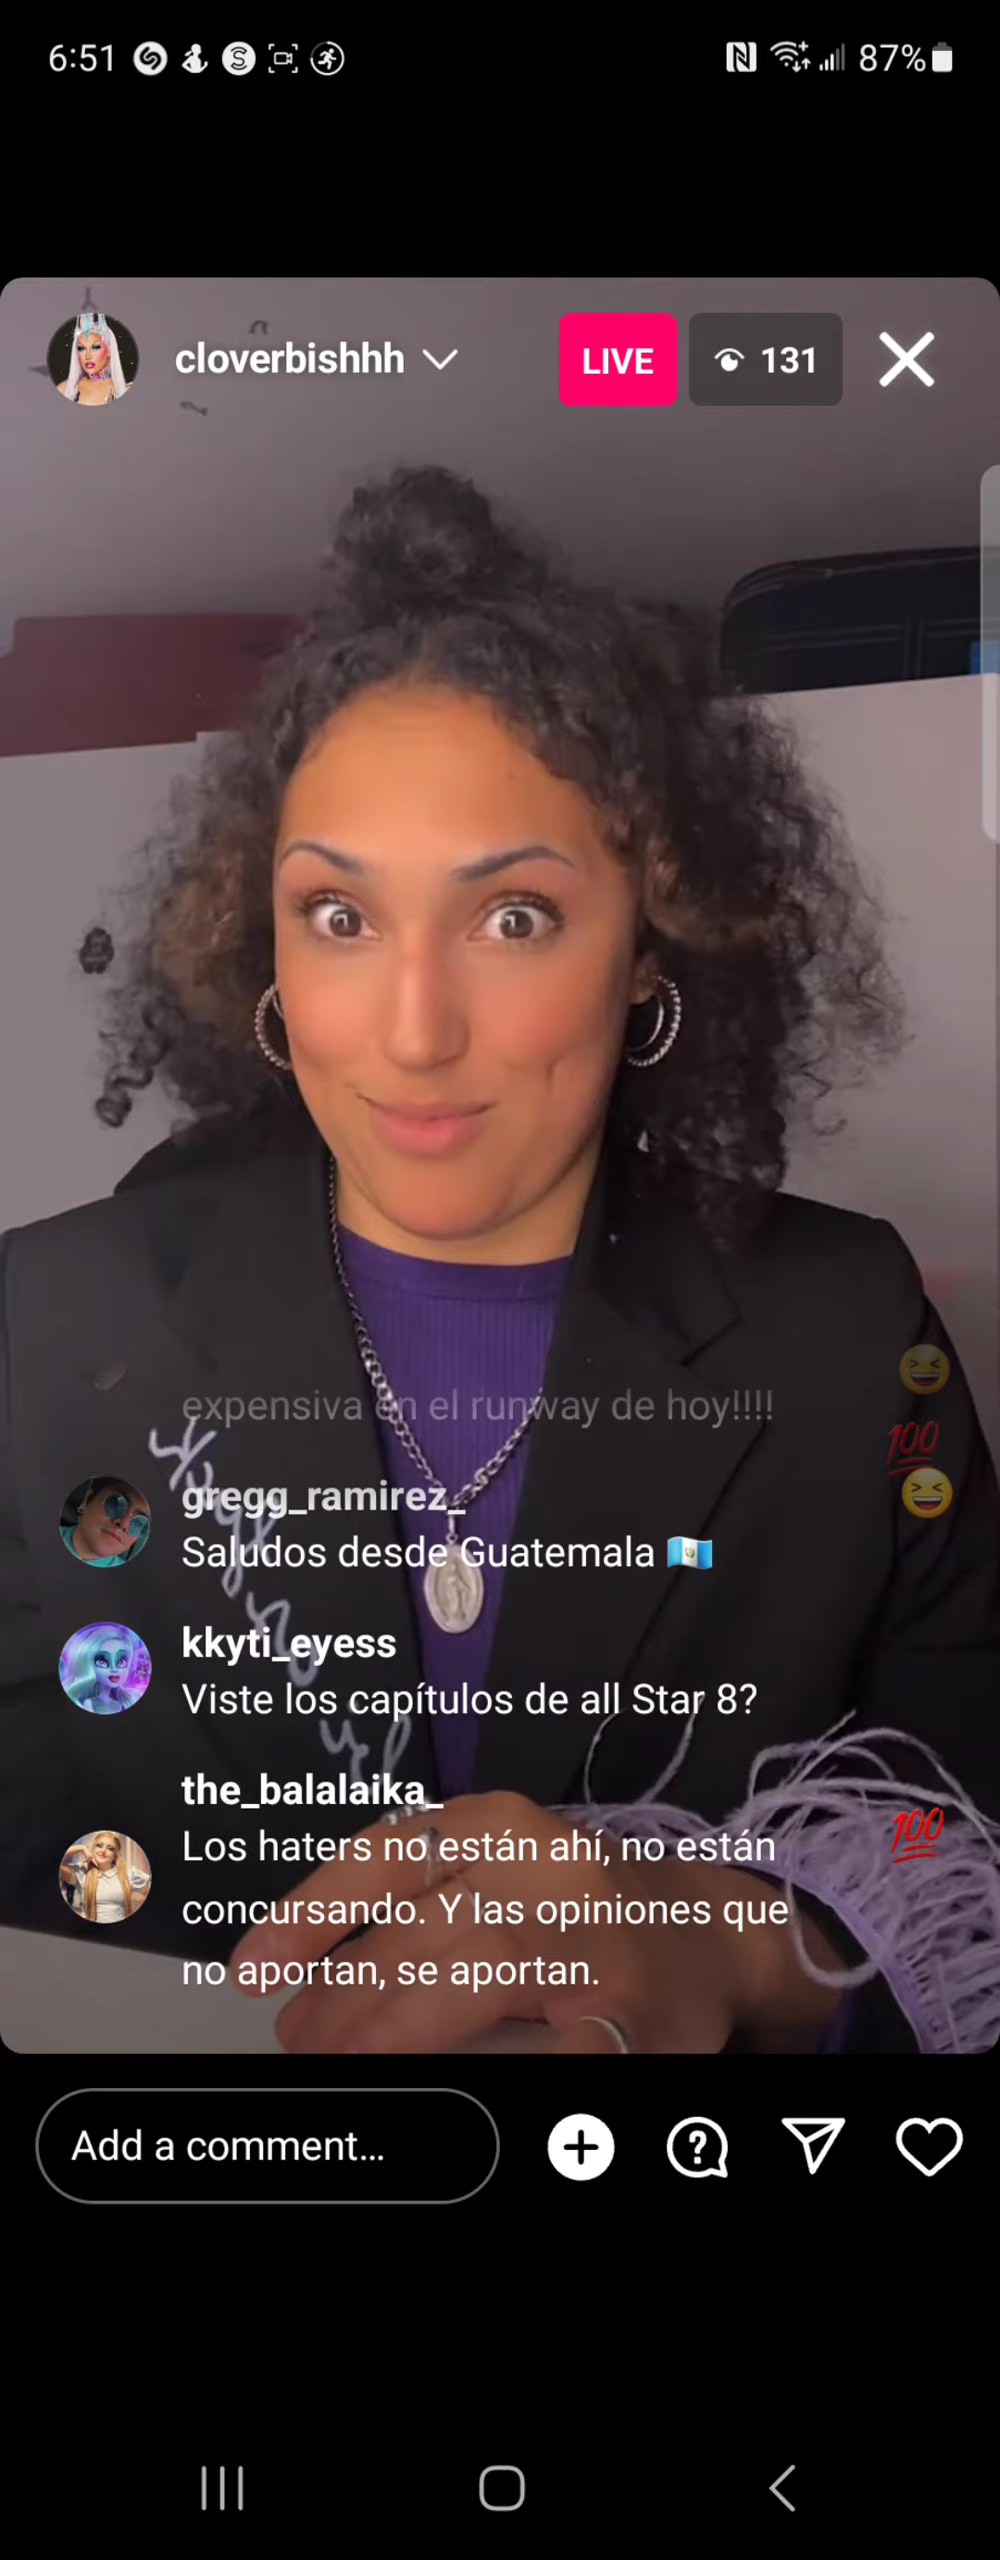 6:51
87%
cloverbishhh
LIVE
131
expensiva en el runway de hoy!!!!
gregg_ramirez_
Saludos desde Guatemala 🇬🇹
kkyti_eyess
Viste los capítulos de all Star 8?
the_balalaika_
Los haters no están ahí, no están
concursando. Y las opiniones que
no aportan, se aportan.
Add a comment...